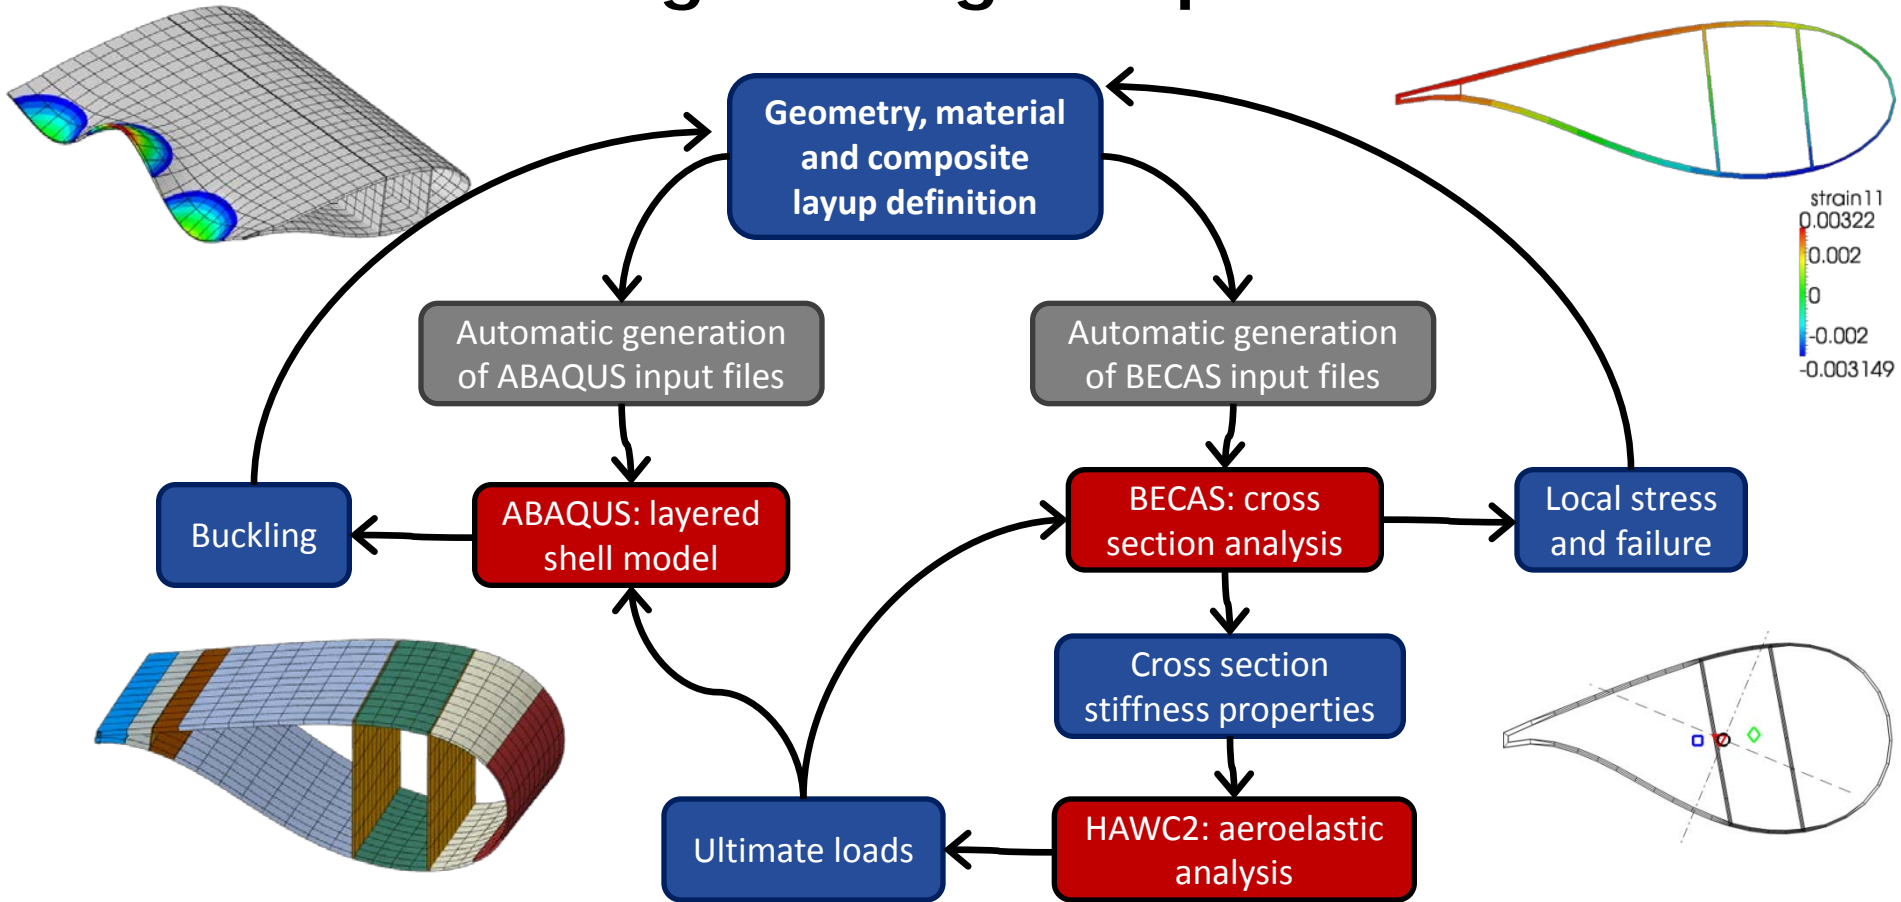 Geometry, material
and composite
layup definition
strain11
0.00322
0.002
0
-0.002
-0.003149
Automatic generation
of ABAQUS input files
Automatic generation
of BECAS input files
Buckling
ABAQUS: layered
shell model
BECAS: cross
section analysis
Local stress
and failure
Cross section
stiffness properties
Ultimate loads
HAWC2: aeroelastic
analysis